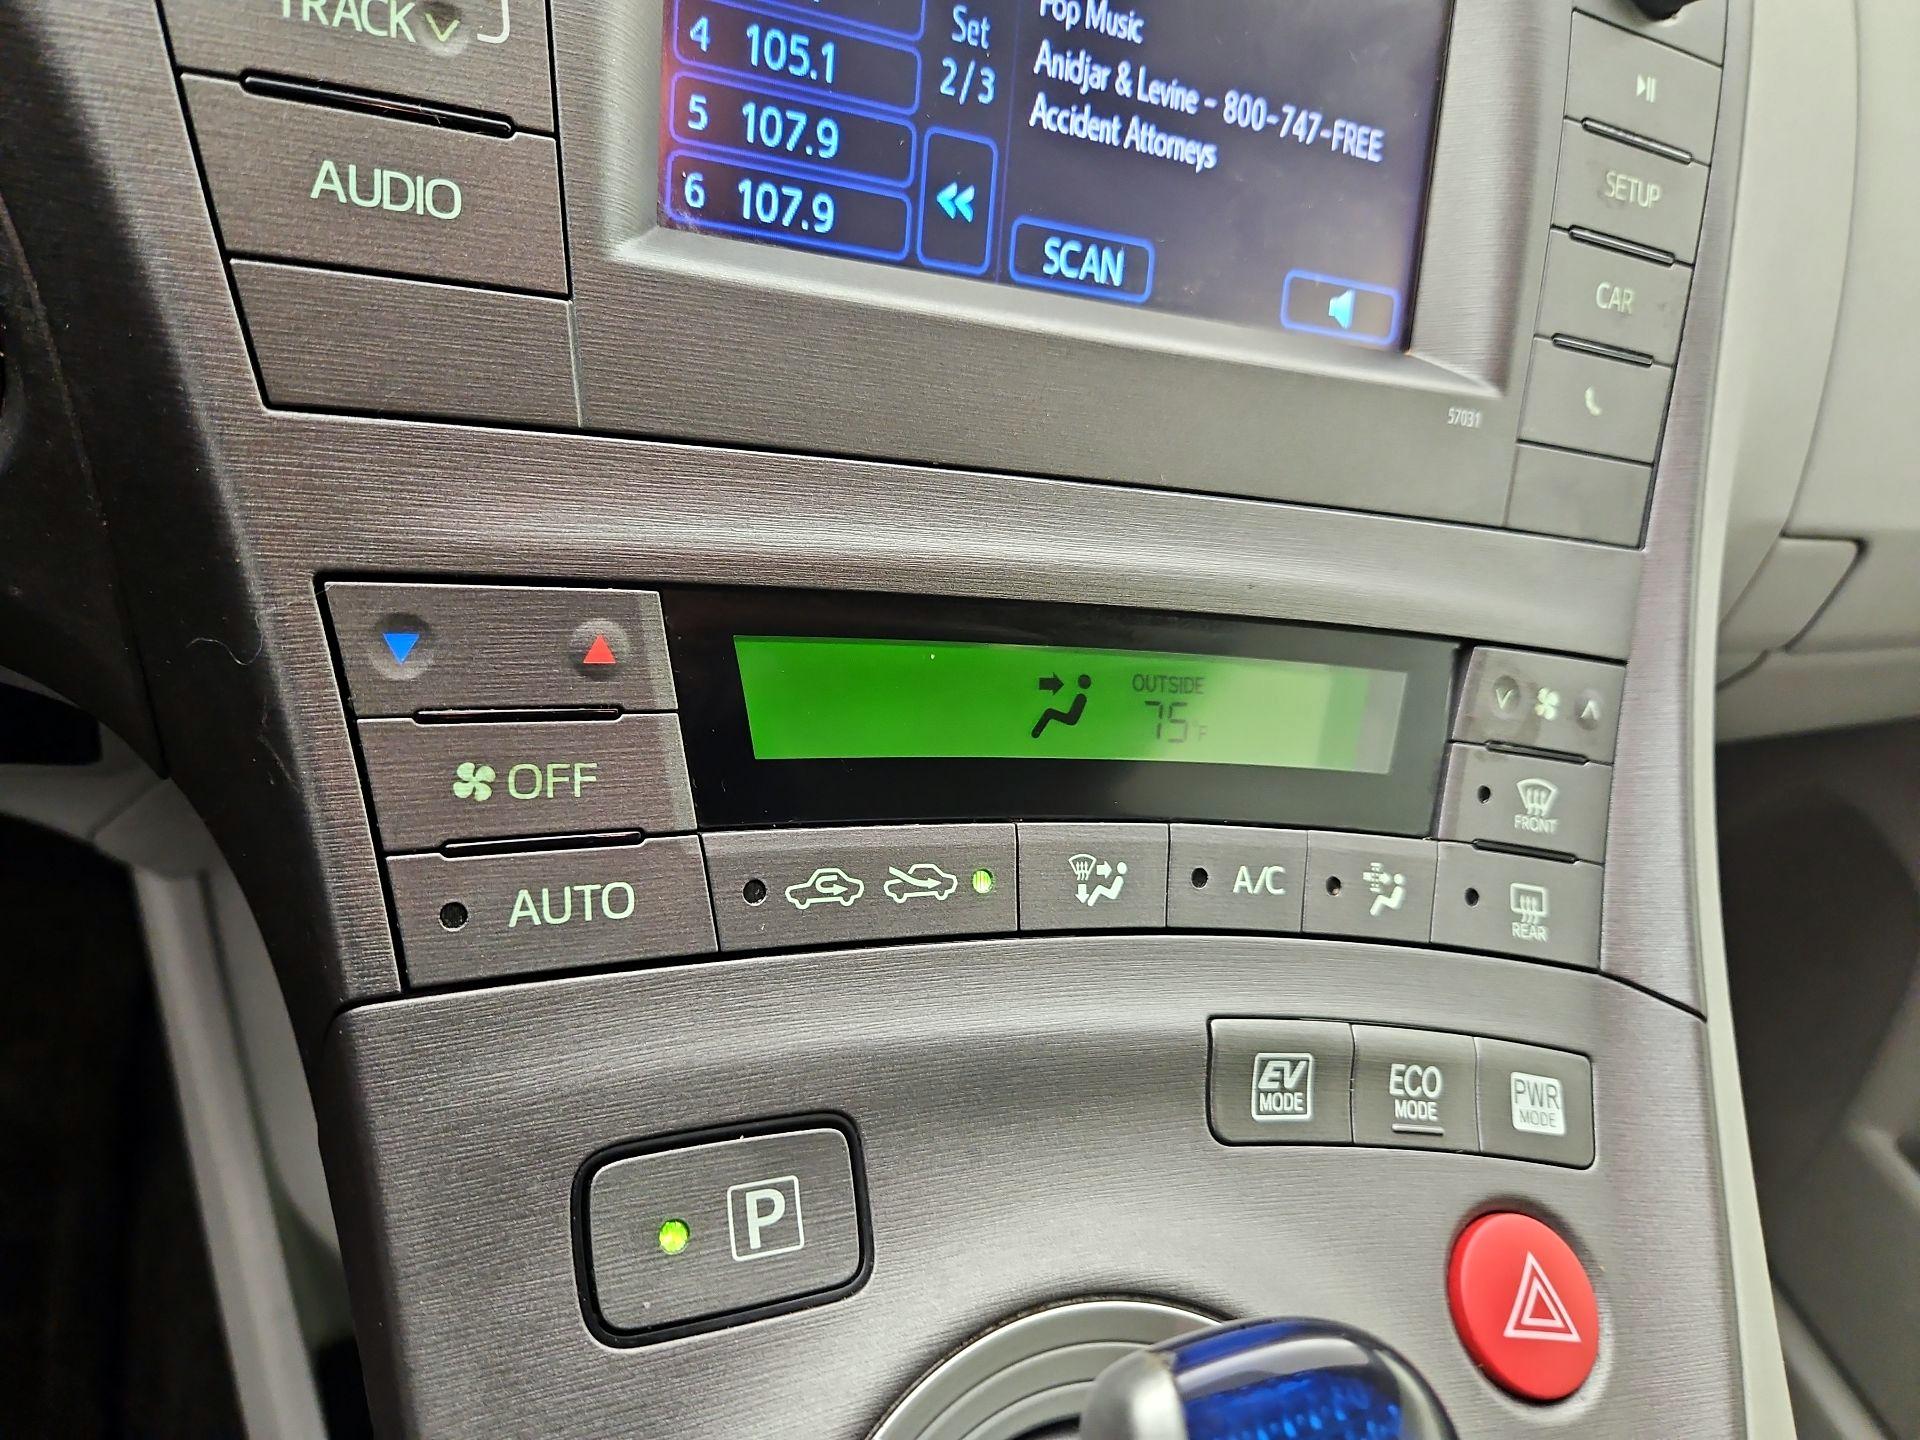 TRACK
AUDIO
4 105.1
5 107.9
6 107.9
Set
2/3
Pop Music
Anidjar & Levine - 800-747-FREE
Accident Attorneys
SCAN
SETUP
CAR
57031
OUTSIDE
75°F
OFF
AUTO
A/C
FRONT
REAR
EV
MODE
ECO
MODE
PWR
MODE
P